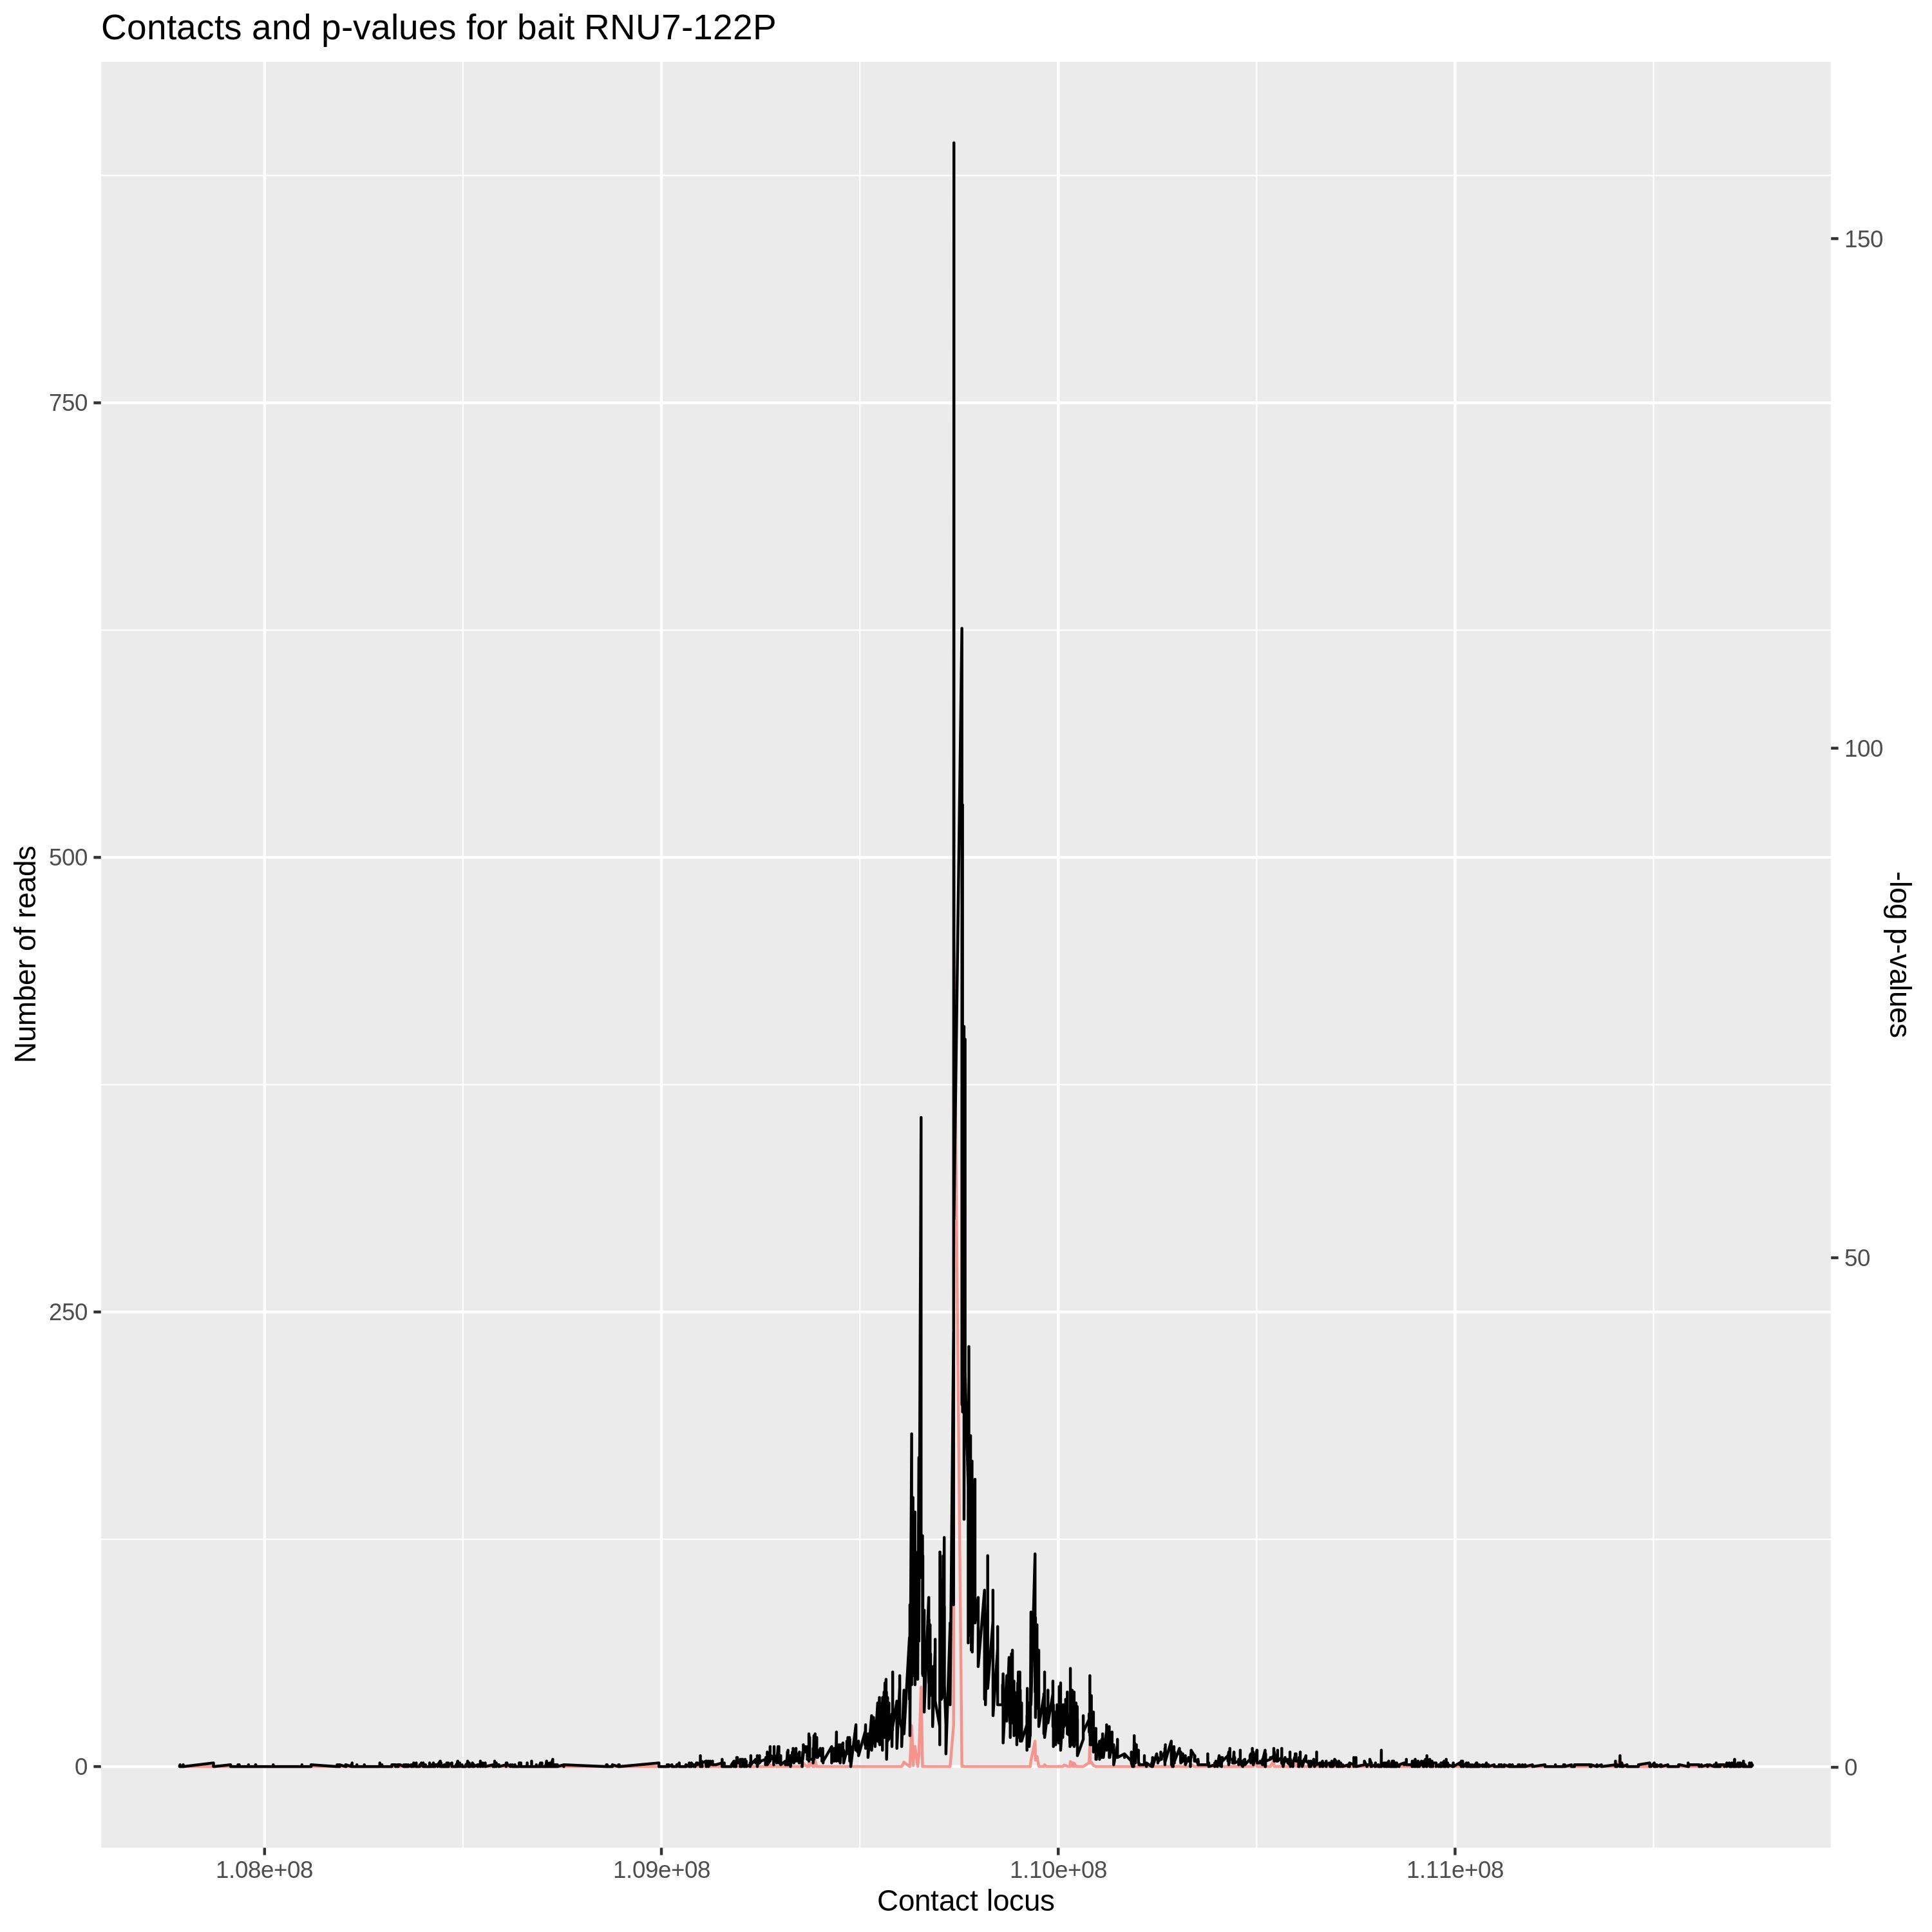 Contacts and p-values for bait RNU7-122P
Number of reads
750
500
250
0
150
100
50
0
-log p-values
1.08e+08
1.09e+08
1.10e+08
1.11e+08
Contact locus